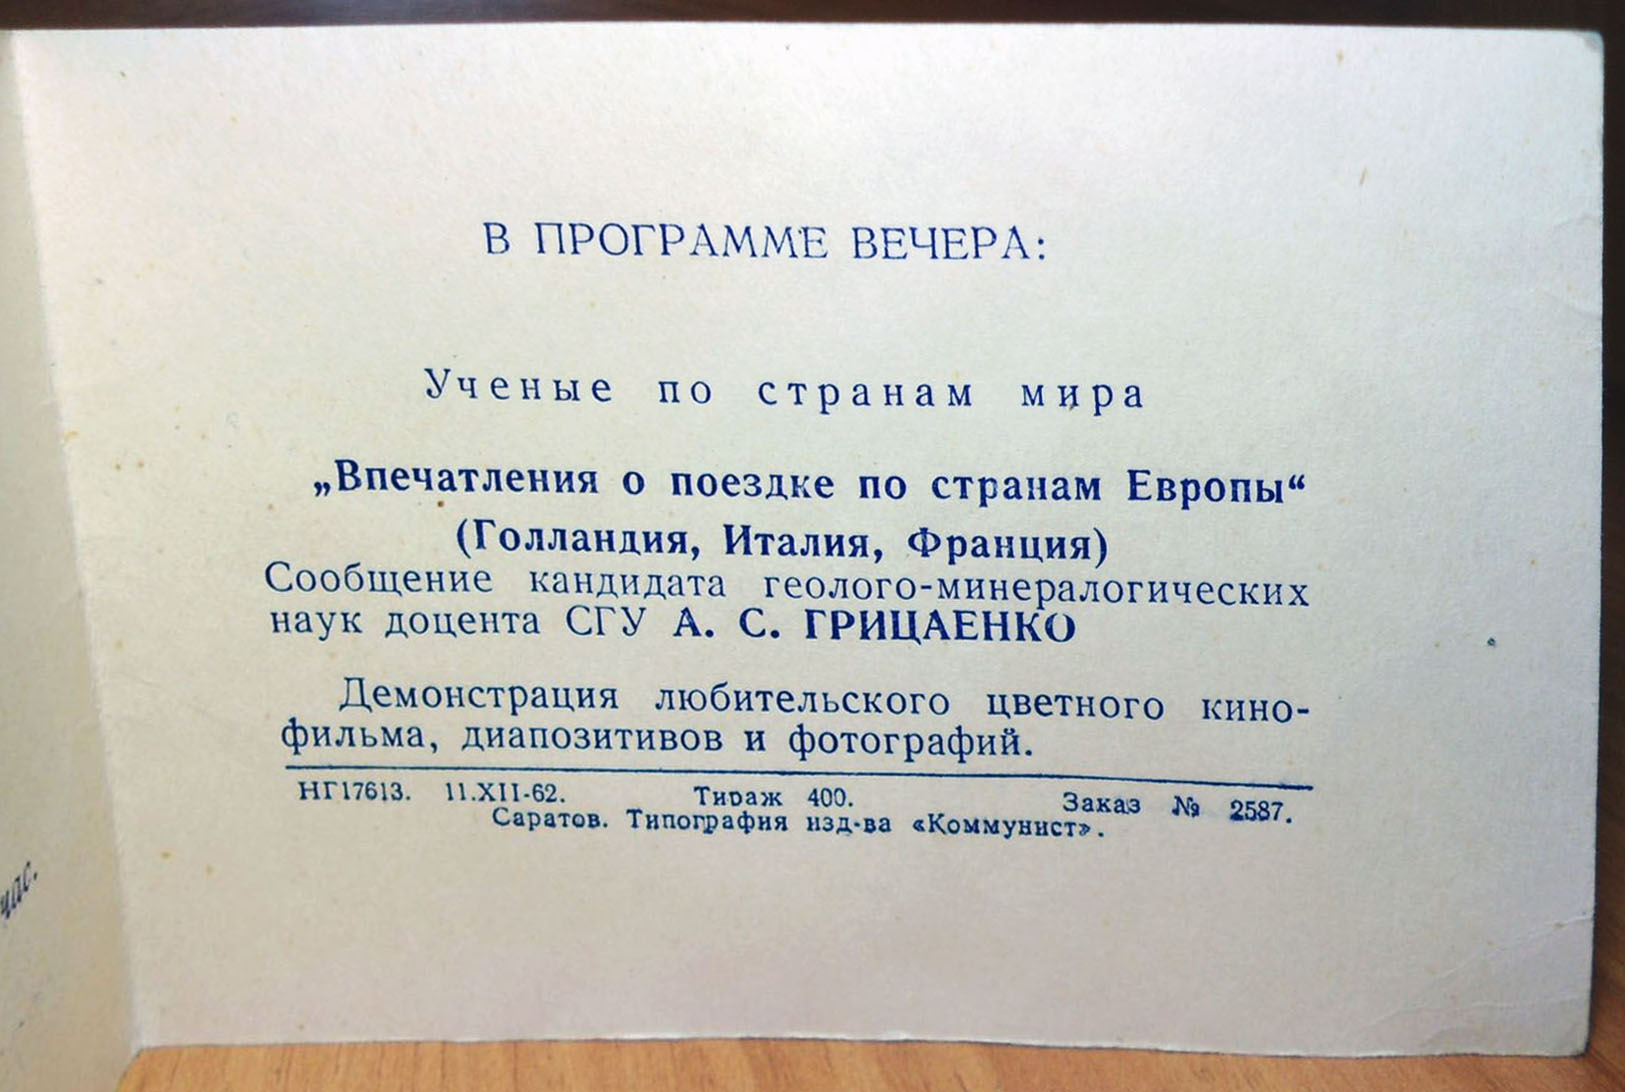 В ПРОГРАММЕ ВЕЧЕРА:
Ученые по странам мира
„Впечатления о поездке по странам Европы“
(Голландия, Италия, Франция)
Сообщение кандидата геолого-минералогических
наук доцента СГУ А. С. ГРИЦАЕНКО
Демонстрация любительского цветного кино-
фильма, диапозитивов и фотографий.
НГ17613. 11.XII-62. Тираж 400. Заказ № 2587.
Саратов. Типография изд-ва «Коммунист».
час.